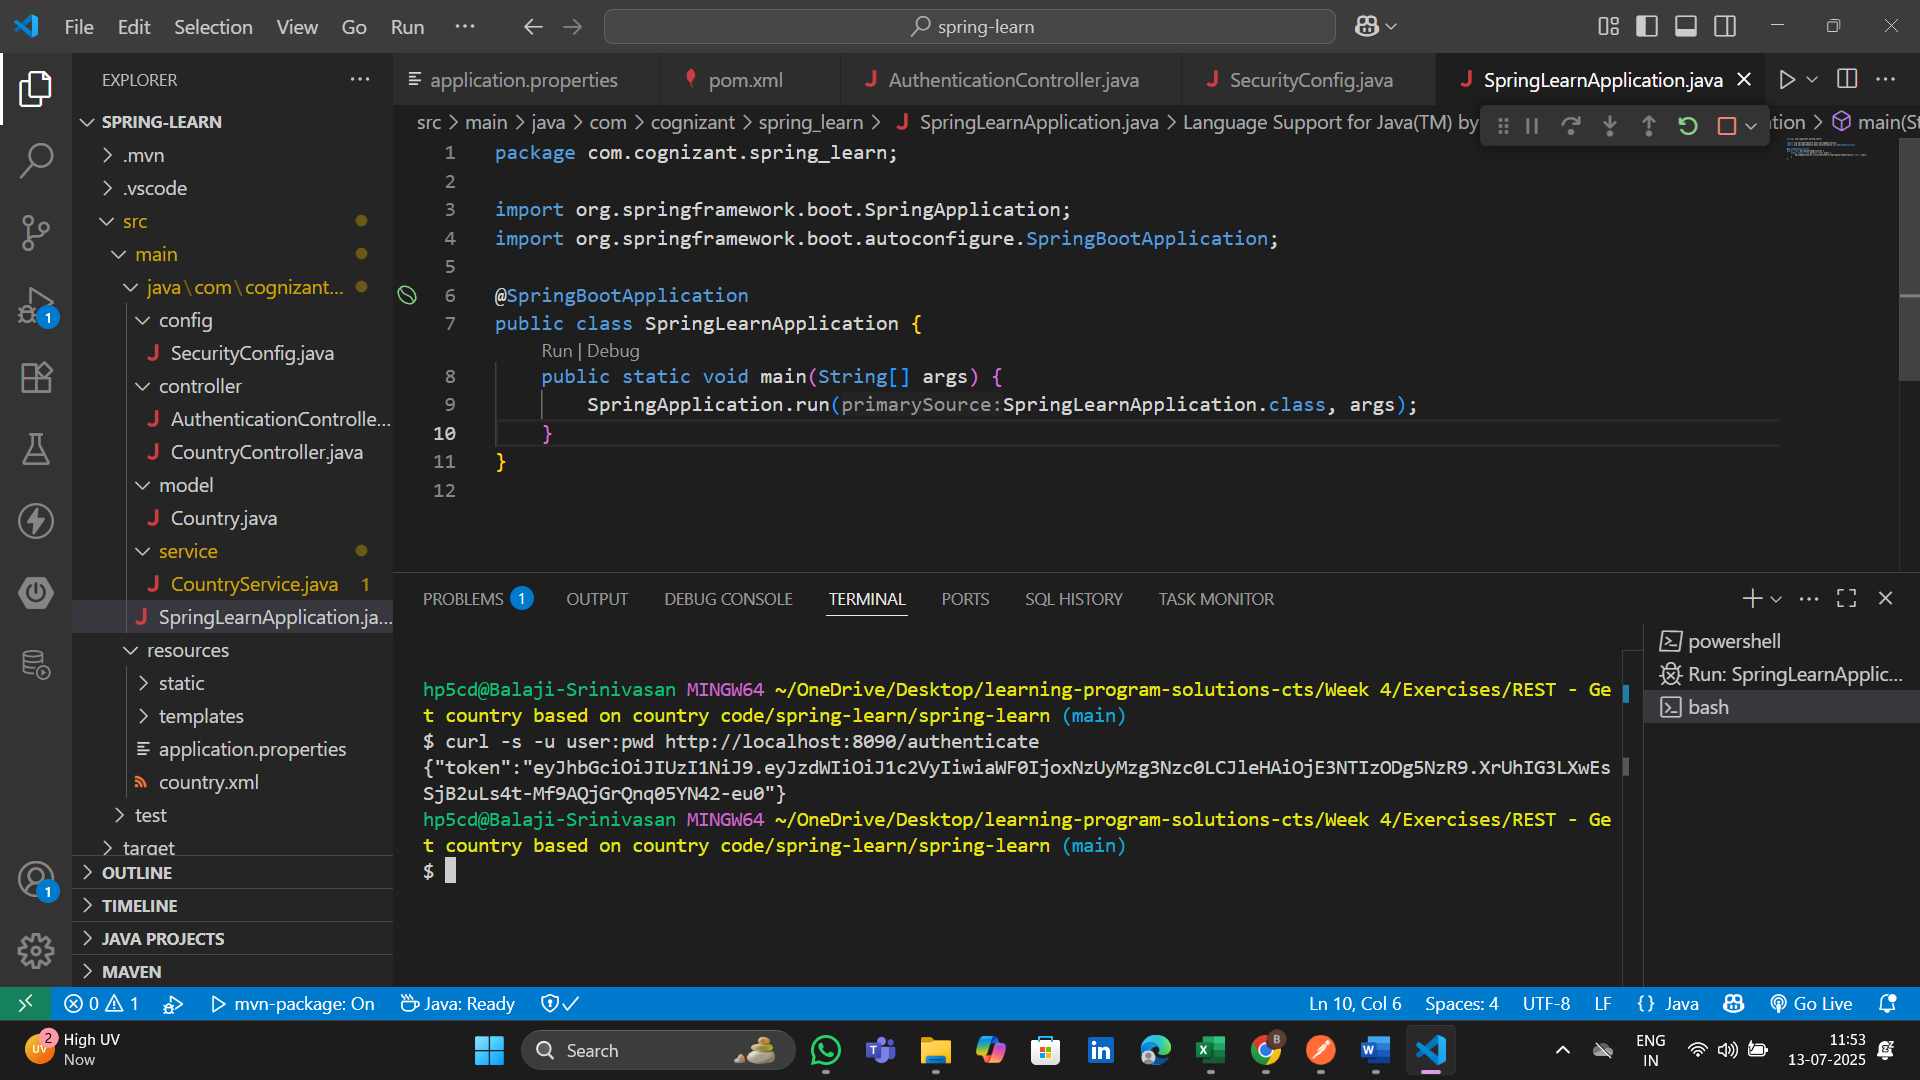 File Edit Selection View Go Run ··· spring-learn
EXPLORER
SPRING-LEARN
.mvn
.vscode
src
main
java\com\cognizant...
config
SecurityConfig.java
controller
AuthenticationControlle...
CountryController.java
model
Country.java
service
CountryService.java 1
SpringLearnApplication.ja...
resources
static
templates
application.properties
country.xml
test
target
OUTLINE
TIMELINE
JAVA PROJECTS
MAVEN
1
1
application.properties pom.xml AuthenticationController.java SecurityConfig.java SpringLearnApplication.java
src > main > java > com > cognizant > spring_learn > SpringLearnApplication.java > Language Support for Java(TM) by
tion > main(St
1 package com.cognizant.spring_learn;
2
3 import org.springframework.boot.SpringApplication;
4 import org.springframework.boot.autoconfigure.SpringBootApplication;
5
6 @SpringBootApplication
7 public class SpringLearnApplication {
Run | Debug
8 public static void main(String[] args) {
9 SpringApplication.run(primarySource:SpringLearnApplication.class, args);
10 }
11 }
12
PROBLEMS 1 OUTPUT DEBUG CONSOLE TERMINAL PORTS SQL HISTORY TASK MONITOR
hp5cd@Balaji-Srinivasan MINGW64 ~/OneDrive/Desktop/learning-program-solutions-cts/Week 4/Exercises/REST - Ge
t country based on country code/spring-learn/spring-learn (main)
$ curl -s -u user:pwd http://localhost:8090/authenticate
{"token":"eyJhbGciOiJIUzI1NiJ9.eyJzdWIiOiJ1c2VyIiwiaWF0IjoxNzUyMzg3Nzc0LCJleHAiOjE3NTIzODg5NzR9.XrUhIG3LXwEs
SjB2uLs4t-Mf9AQjGrQnq05YN42-eu0"}
hp5cd@Balaji-Srinivasan MINGW64 ~/OneDrive/Desktop/learning-program-solutions-cts/Week 4/Exercises/REST - Ge
t country based on country code/spring-learn/spring-learn (main)
$
powershell
Run: SpringLearnApplic...
bash
0 1 mvn-package: On Java: Ready Ln 10, Col 6 Spaces: 4 UTF-8 LF {} Java Go Live
2
UV
High UV
Now
Search
B
ENG
IN
11:53
13-07-2025